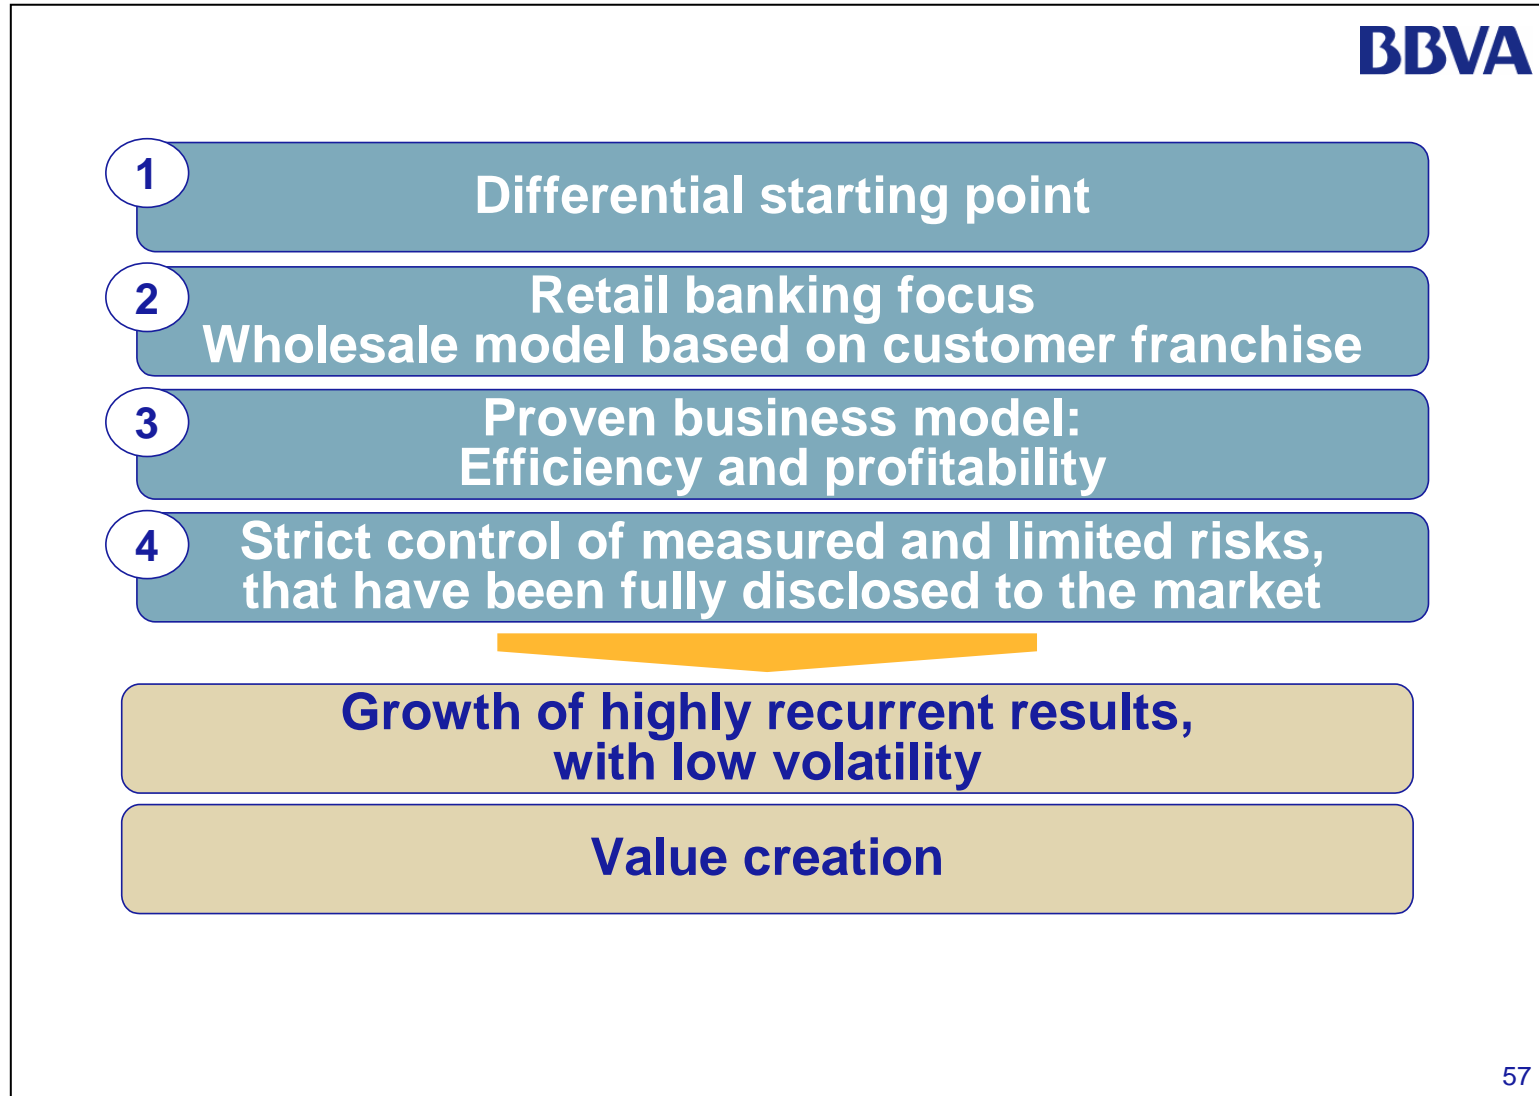 BBVA
1
Differential starting point
2
Retail banking focus
Wholesale model based on customer franchise
3
Proven business model:
Efficiency and profitability
4
Strict control of measured and limited risks,
that have been fully disclosed to the market
Growth of highly recurrent results,
with low volatility
Value creation
57